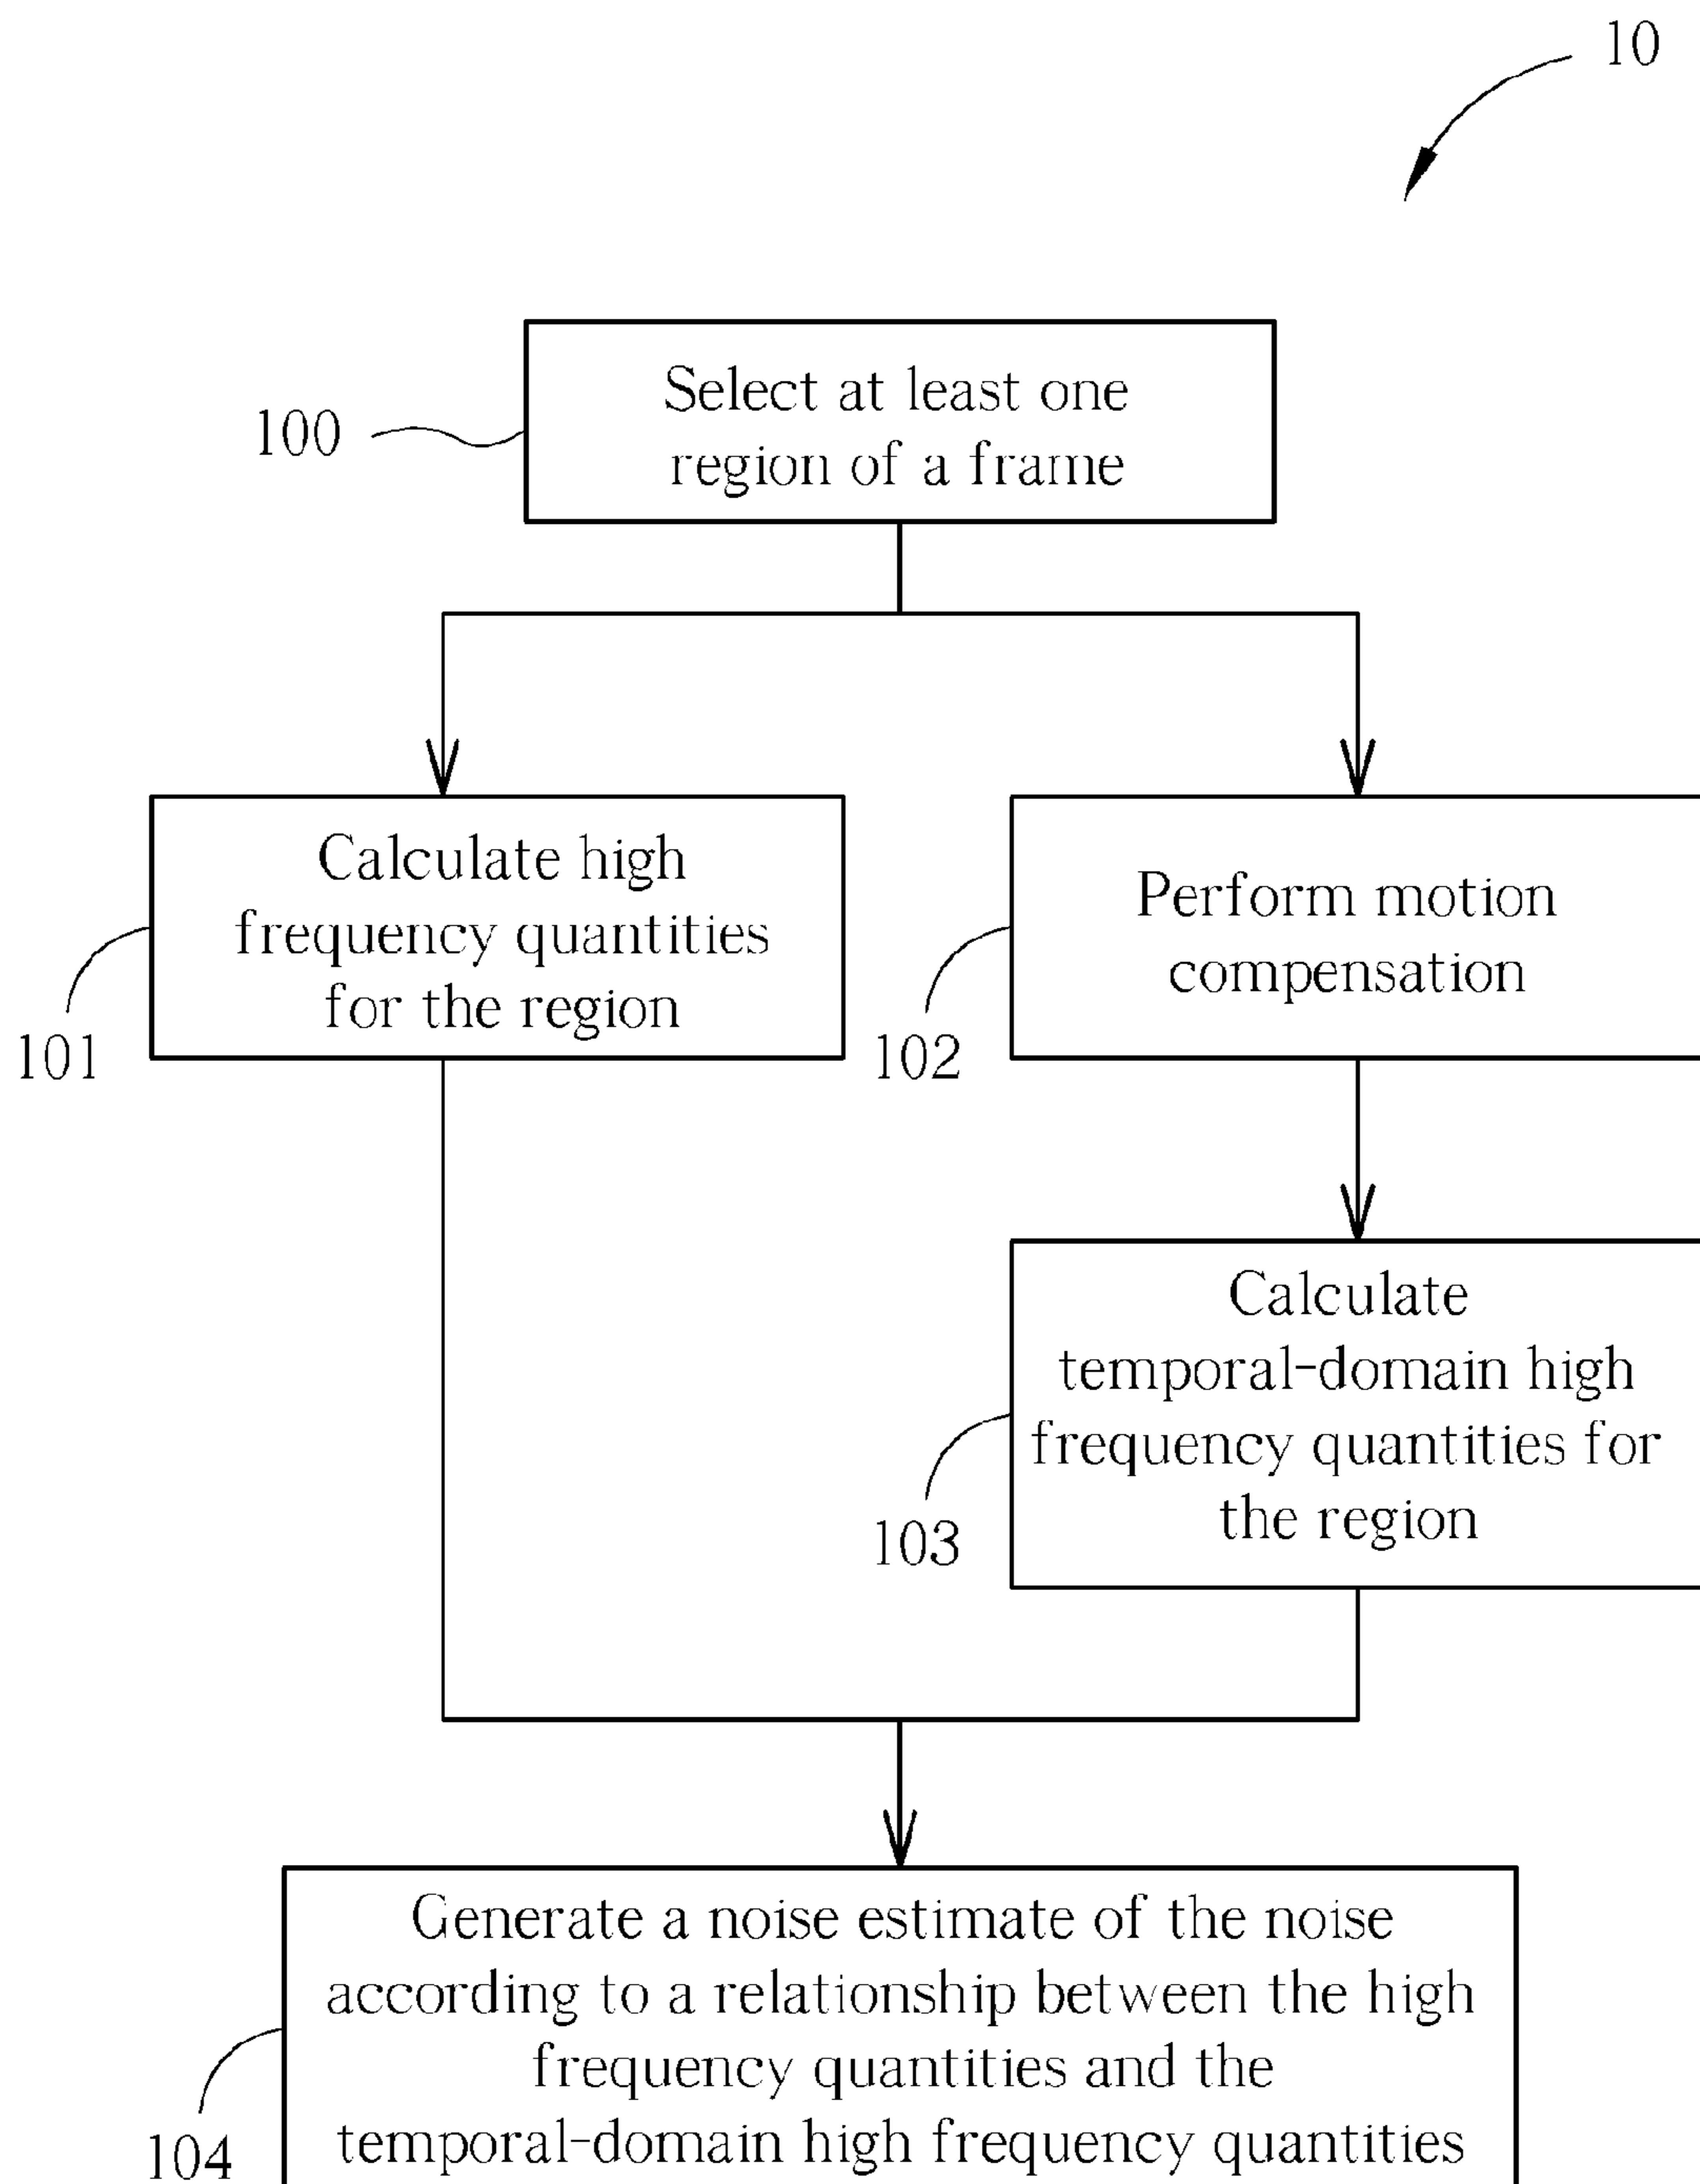 10
100
Select at least one
region of a frame
Calculate high
frequency quantities
for the region
101
Perform motion
compensation
102
Calculate
temporal-domain high
frequency quantities for
the region
103
Generate a noise estimate of the noise
according to a relationship between the high
frequency quantities and the
temporal-domain high frequency quantities
104